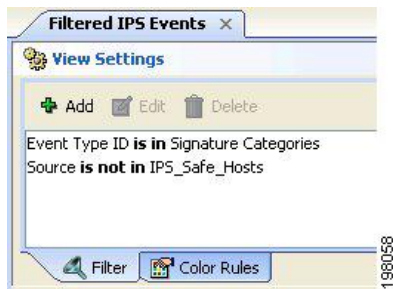 Filtered IPS Events ×
View Settings
Add Edit Delete
Event Type ID is in Signature Categories
Source is not in IPS_Safe_Hosts
Filter Color Rules
198058